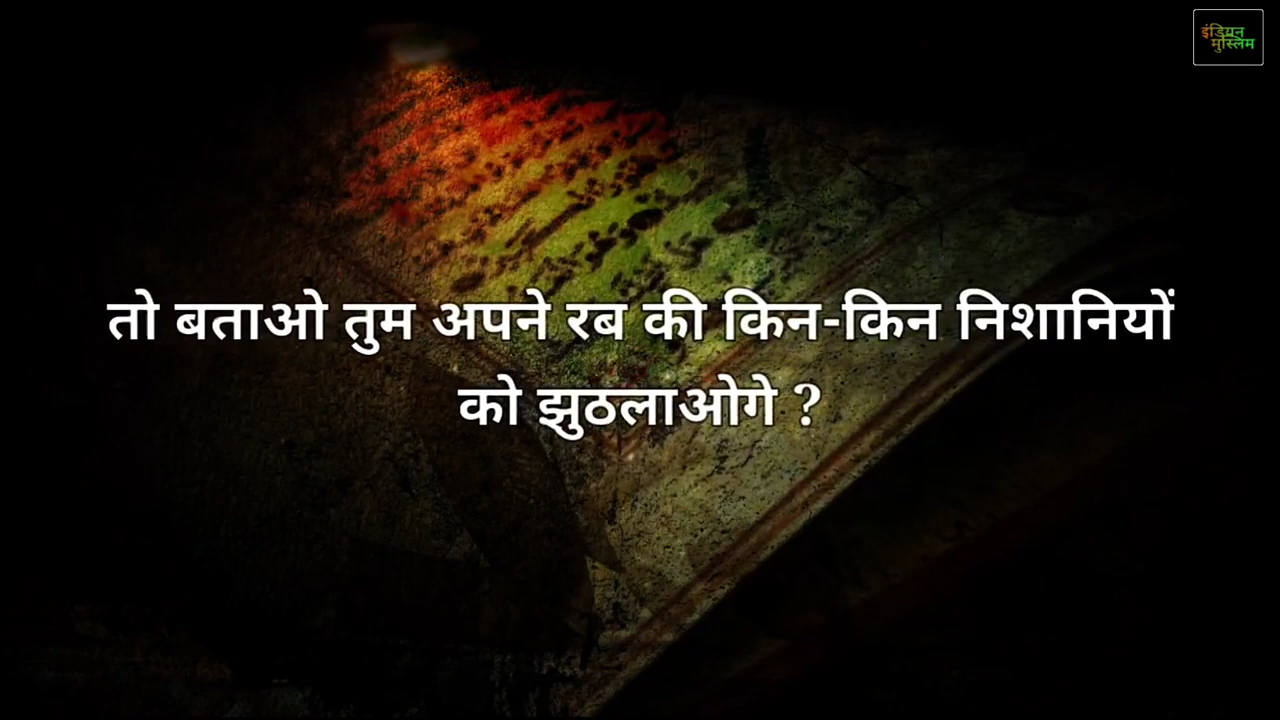 इंडियन
मुस्लिम
तो बताओ तुम अपने रब की किन-किन निशानियों
को झुठलाओगे ?